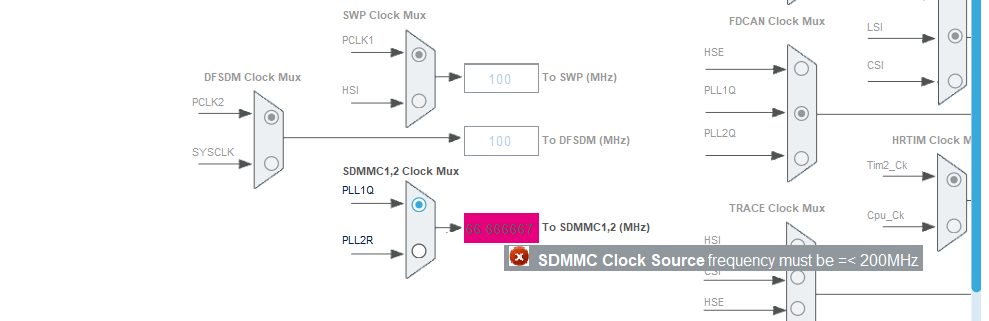 SWP Clock Mux
PCLK1
HSI
100
To SWP (MHz)
DFSDM Clock Mux
PCLK2
SYSCLK
100
To DFSDM (MHz)
SDMMC1,2 Clock Mux
PLL1Q
PLL2R
To SDMMC1,2 (MHz)
SDMMC Clock Source frequency must be =< 200MHz
FDCAN Clock Mux
HSE
PLL1Q
PLL2Q
TRACE Clock Mux
HSI
CSI
HSE
LSI
CSI
HRTIM Clock M
Tim2_Ck
Cpu_Ck